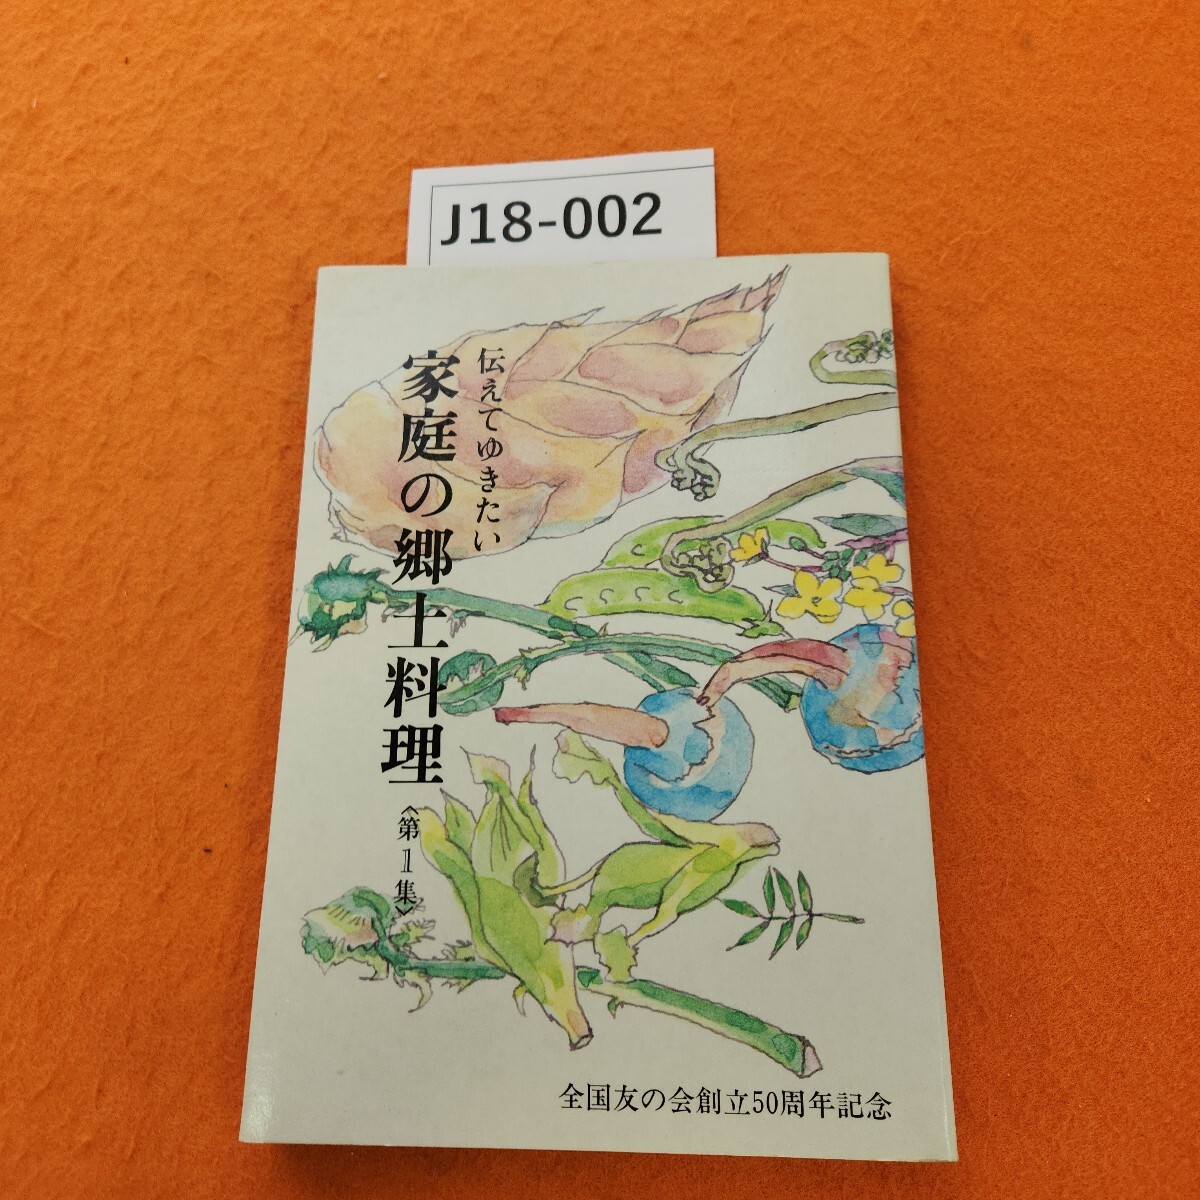 J18-002
伝えてゆきたい
家庭の郷土料理
〈第1集〉
全国友の会創立50周年記念